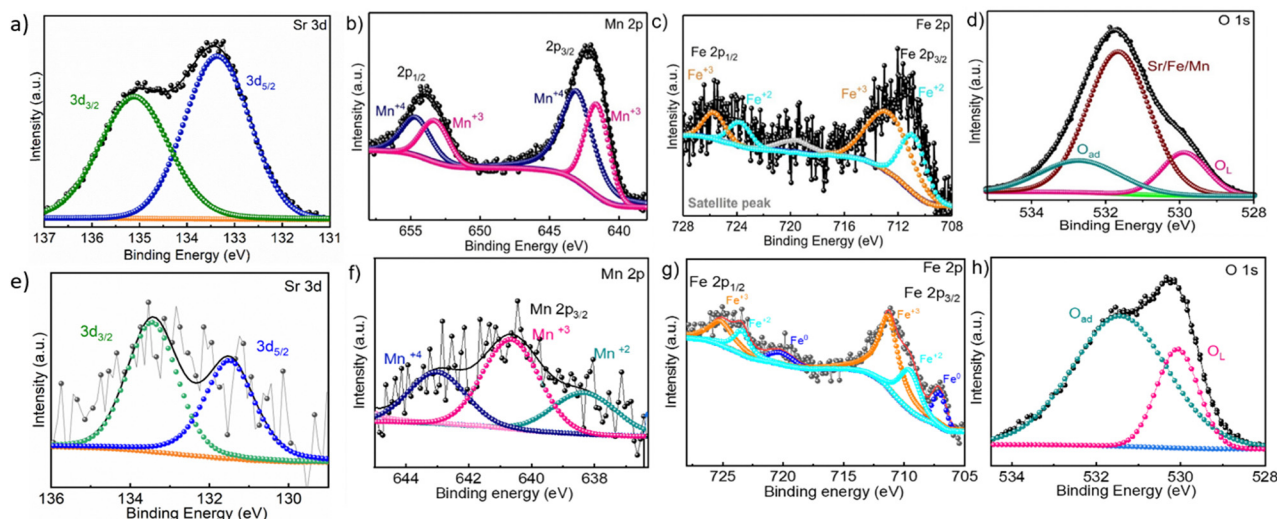 a)
Sr 3d
3d3/2
3d5/2
Intensity (a.u.)
137 136 135 134 133 132 131
Binding Energy (eV)
b)
Mn 2p
2p3/2
2p1/2
Mn+4
Mn+3
Mn+4
Mn+3
Intensity (a.u.)
655 650 645 640
Binding Energy (eV)
c)
Fe 2p
Fe 2p1/2
Fe 2p3/2
Fe+3
Fe+2
Fe+3
Fe+2
Satellite peak
Intensity (a.u.)
728 724 720 716 712 708
Binding Energy (eV)
d)
O 1s
Sr/Fe/Mn
Oad
OL
Intensity (a.u.)
534 532 530 528
Binding Energy (eV)
e)
Sr 3d
3d3/2
3d5/2
Intensity (a.u.)
136 135 134 133 132 131 130 129
Binding Energy (eV)
f)
Mn 2p
Mn 2p3/2
Mn+4
Mn+3
Mn+2
Intensity (a.u.)
644 642 640 638
Binding energy (eV)
g)
Fe 2p
Fe 2p1/2
Fe 2p3/2
Fe+3
Fe+2
Fe0
Fe+3
Fe+2
Fe0
Intensity (a.u.)
725 720 715 710 705
Binding energy (eV)
h)
O 1s
Oad
OL
Intensity (a.u.)
534 532 530 528
Binding Energy (eV)